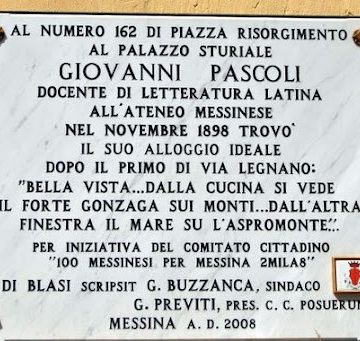 AL NUMERO 162 DI PIAZZA RISORGIMENTO
AL PALAZZO STURIALE
GIOVANNI PASCOLI
DOCENTE DI LETTERATURA LATINA
ALL'ATENEO MESSINESE
NEL NOVEMBRE 1898 TROVO'
IL SUO ALLOGGIO IDEALE
DOPO IL PRIMO DI VIA LEGNANO:
"BELLA VISTA...DALLA CUCINA SI VEDE
IL FORTE GONZAGA SUI MONTI...DALL'ALTRA
FINESTRA IL MARE SU L'ASPROMONTE..".
PER INIZIATIVA DEL COMITATO CITTADINO
"100 MESSINESI PER MESSINA 2MILA8"
DI BLASI SCRIPSIT G. BUZZANCA, SINDACO
G. PREVITI, PRES. C. C. POSUERUN
MESSINA A. D. 2008